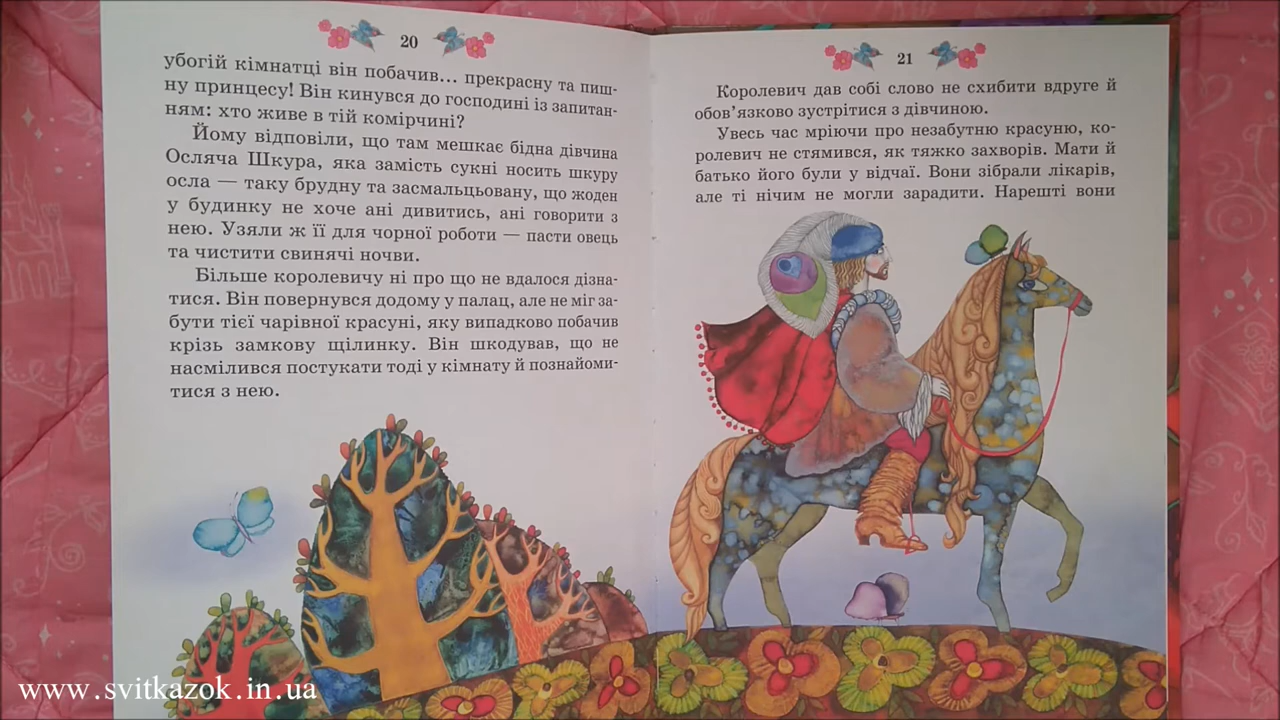 20
убогій кімнатці він побачив... прекрасну та пиш-
ну принцесу! Він кинувся до господині із запитан-
ням: хто живе в тій комірчині?
Йому відповіли, що там мешкає бідна дівчина
Осляча Шкура, яка замість сукні носить шкуру
осла — таку брудну та засмальцьовану, що жоден
у будинку не хоче ані дивитись, ані говорити з
нею. Узяли ж її для чорної роботи — пасти овець
та чистити свинячі ночви.
Більше королевичу ні про що не вдалося дізна-
тися. Він повернувся додому у палац, але не міг за-
бути тієї чарівної красуні, яку випадково побачив
крізь замкову щілинку. Він шкодував, що не
насмілився постукати тоді у кімнату й познайоми-
тися з нею.
21
Королевич дав собі слово не схибити вдруге й
обов’язково зустрітися з дівчиною.
Увесь час мріючи про незабутню красуню, ко-
ролевич не стямився, як тяжко захворів. Мати й
батько його були у відчаї. Вони зібрали лікарів,
але ті нічим не могли зарадити. Нарешті вони
www.svitkazok.in.ua